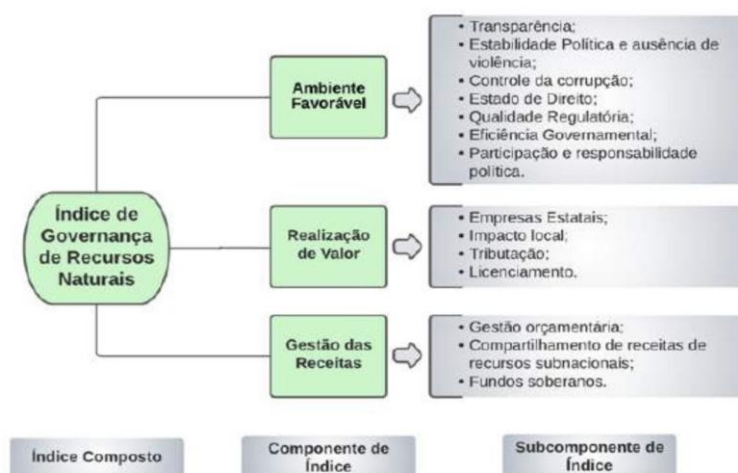 • Transparência;
• Estabilidade Política e ausência de
violência;
• Controle da corrupção;
• Estado de Direito;
• Qualidade Regulatória;
• Eficiência Governamental;
• Participação e responsabilidade
política.
Ambiente
Favorável
Índice de
Governança
de Recursos
Naturais
Realização
de Valor
• Empresas Estatais;
• Impacto local;
• Tributação;
• Licenciamento.
Gestão das
Receitas
• Gestão orçamentária;
• Compartilhamento de receitas de
recursos subnacionais;
• Fundos soberanos.
Índice Composto
Componente de
Índice
Subcomponente de
Índice